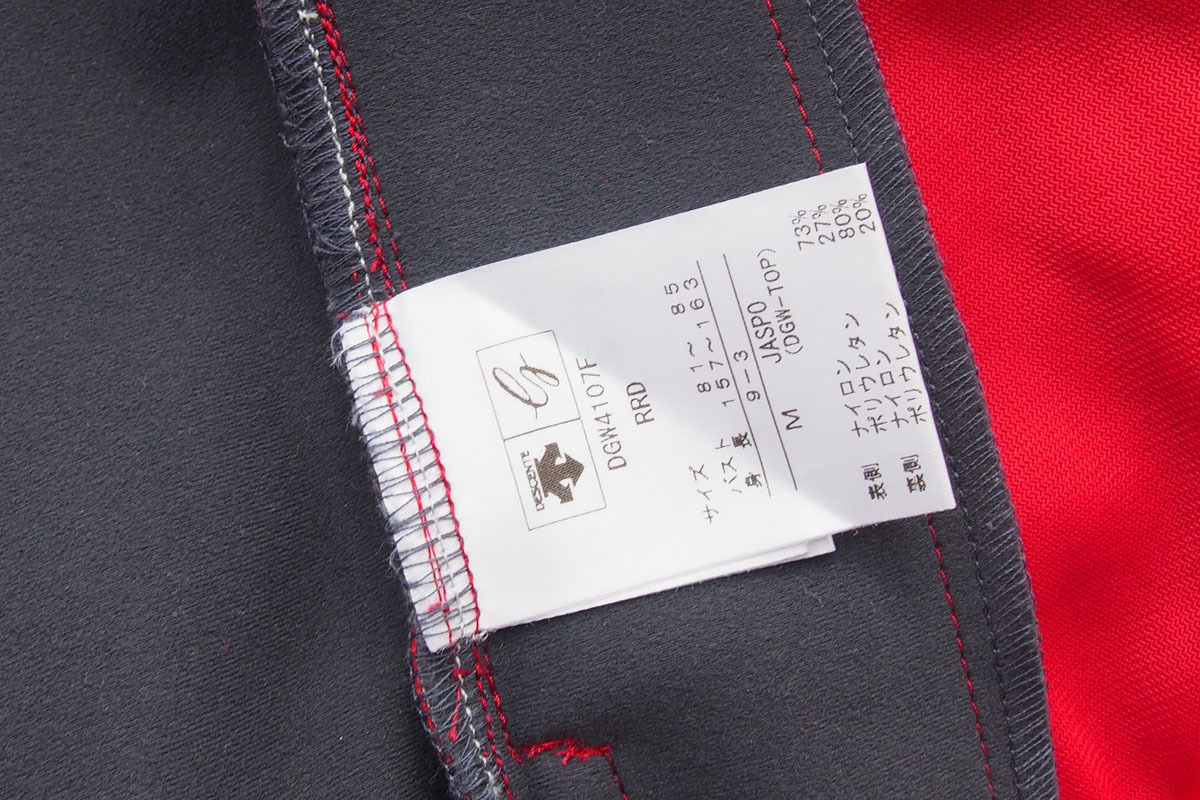 DESCENTE
DGW4107F
RRD
サイズ
バスト 81～85
身長 157～163
9-3
M JASPO
(DGW-TOP)
表側 ナイロン 73%
ポリウレタン 27%
裏側 ナイロン 80%
ポリウレタン 20%